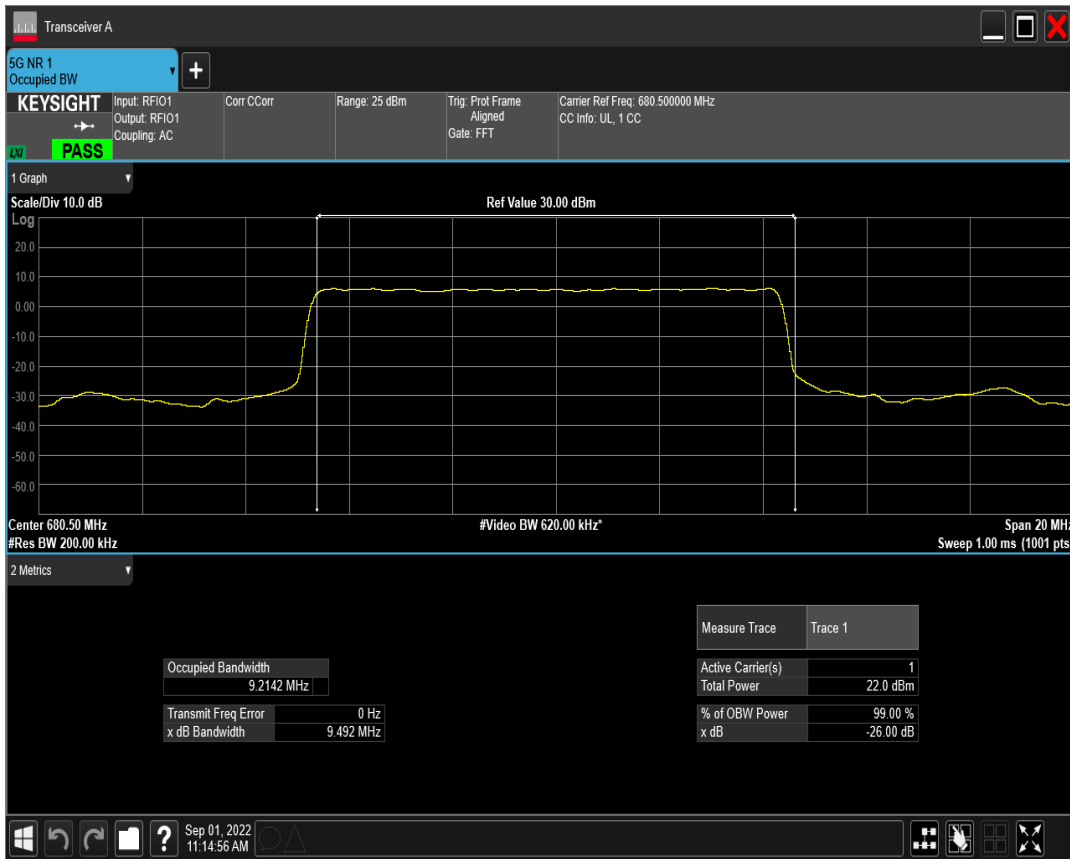 Transceiver A
5G NR 1
Occupied BW
+
KEYSIGHT
LXI
PASS
Input: RFIO1
Output: RFIO1
Coupling: AC
Corr CCorr
Range: 25 dBm
Trig: Prot Frame
Aligned
Gate: FFT
Carrier Ref Freq: 680.500000 MHz
CC Info: UL, 1 CC
1 Graph
Scale/Div 10.0 dB
Ref Value 30.00 dBm
Log
20.0
10.0
0.00
-10.0
-20.0
-30.0
-40.0
-50.0
-60.0
Center 680.50 MHz
#Video BW 620.00 kHz*
Span 20 MHz
#Res BW 200.00 kHz
Sweep 1.00 ms (1001 pts
2 Metrics
Measure Trace Trace 1
Occupied Bandwidth
9.2142 MHz
Active Carrier(s) 1
Total Power 22.0 dBm
Transmit Freq Error 0 Hz
x dB Bandwidth 9.492 MHz
% of OBW Power 99.00 %
x dB -26.00 dB
?
Sep 01, 2022
11:14:56 AM